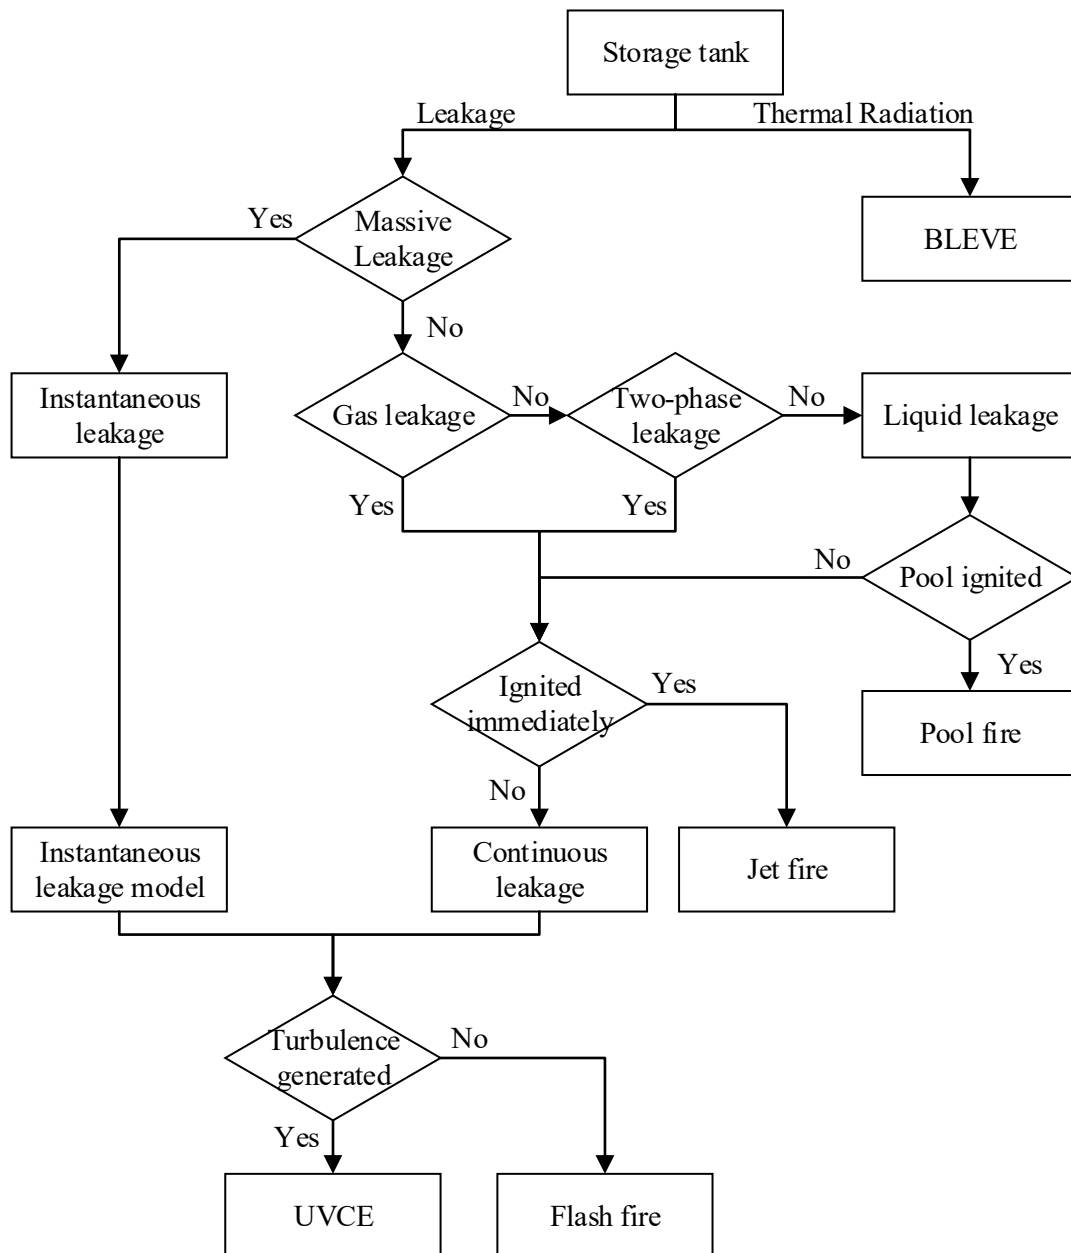 Storage tank
Leakage
Thermal Radiation
Yes
Massive
Leakage
BLEVE
No
Instantaneous
leakage
Gas leakage
No
Two-phase
leakage
No
Liquid leakage
Yes
Yes
No
Pool ignited
Yes
Ignited
immediately
Yes
Pool fire
No
Instantaneous
leakage model
Continuous
leakage
Jet fire
Turbulence
generated
No
Yes
UVCE
Flash fire